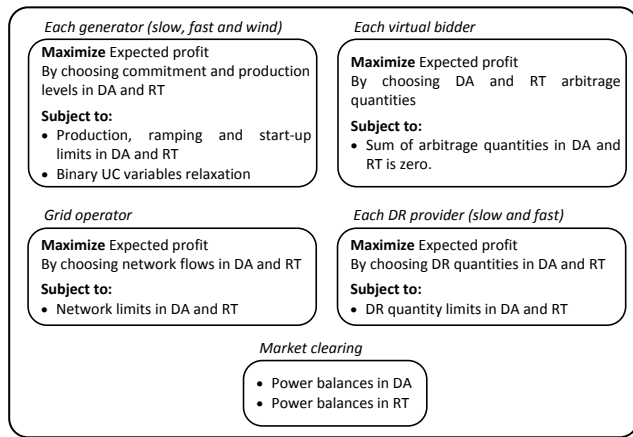 Each generator (slow, fast and wind)
Maximize Expected profit
By choosing commitment and production
levels in DA and RT
Subject to:
• Production, ramping and start-up
limits in DA and RT
• Binary UC variables relaxation
Each virtual bidder
Maximize Expected profit
By choosing DA and RT arbitrage
quantities
Subject to:
• Sum of arbitrage quantities in DA and
RT is zero.
Grid operator
Maximize Expected profit
By choosing network flows in DA and RT
Subject to:
• Network limits in DA and RT
Each DR provider (slow and fast)
Maximize Expected profit
By choosing DR quantities in DA and RT
Subject to:
• DR quantity limits in DA and RT
Market clearing
• Power balances in DA
• Power balances in RT